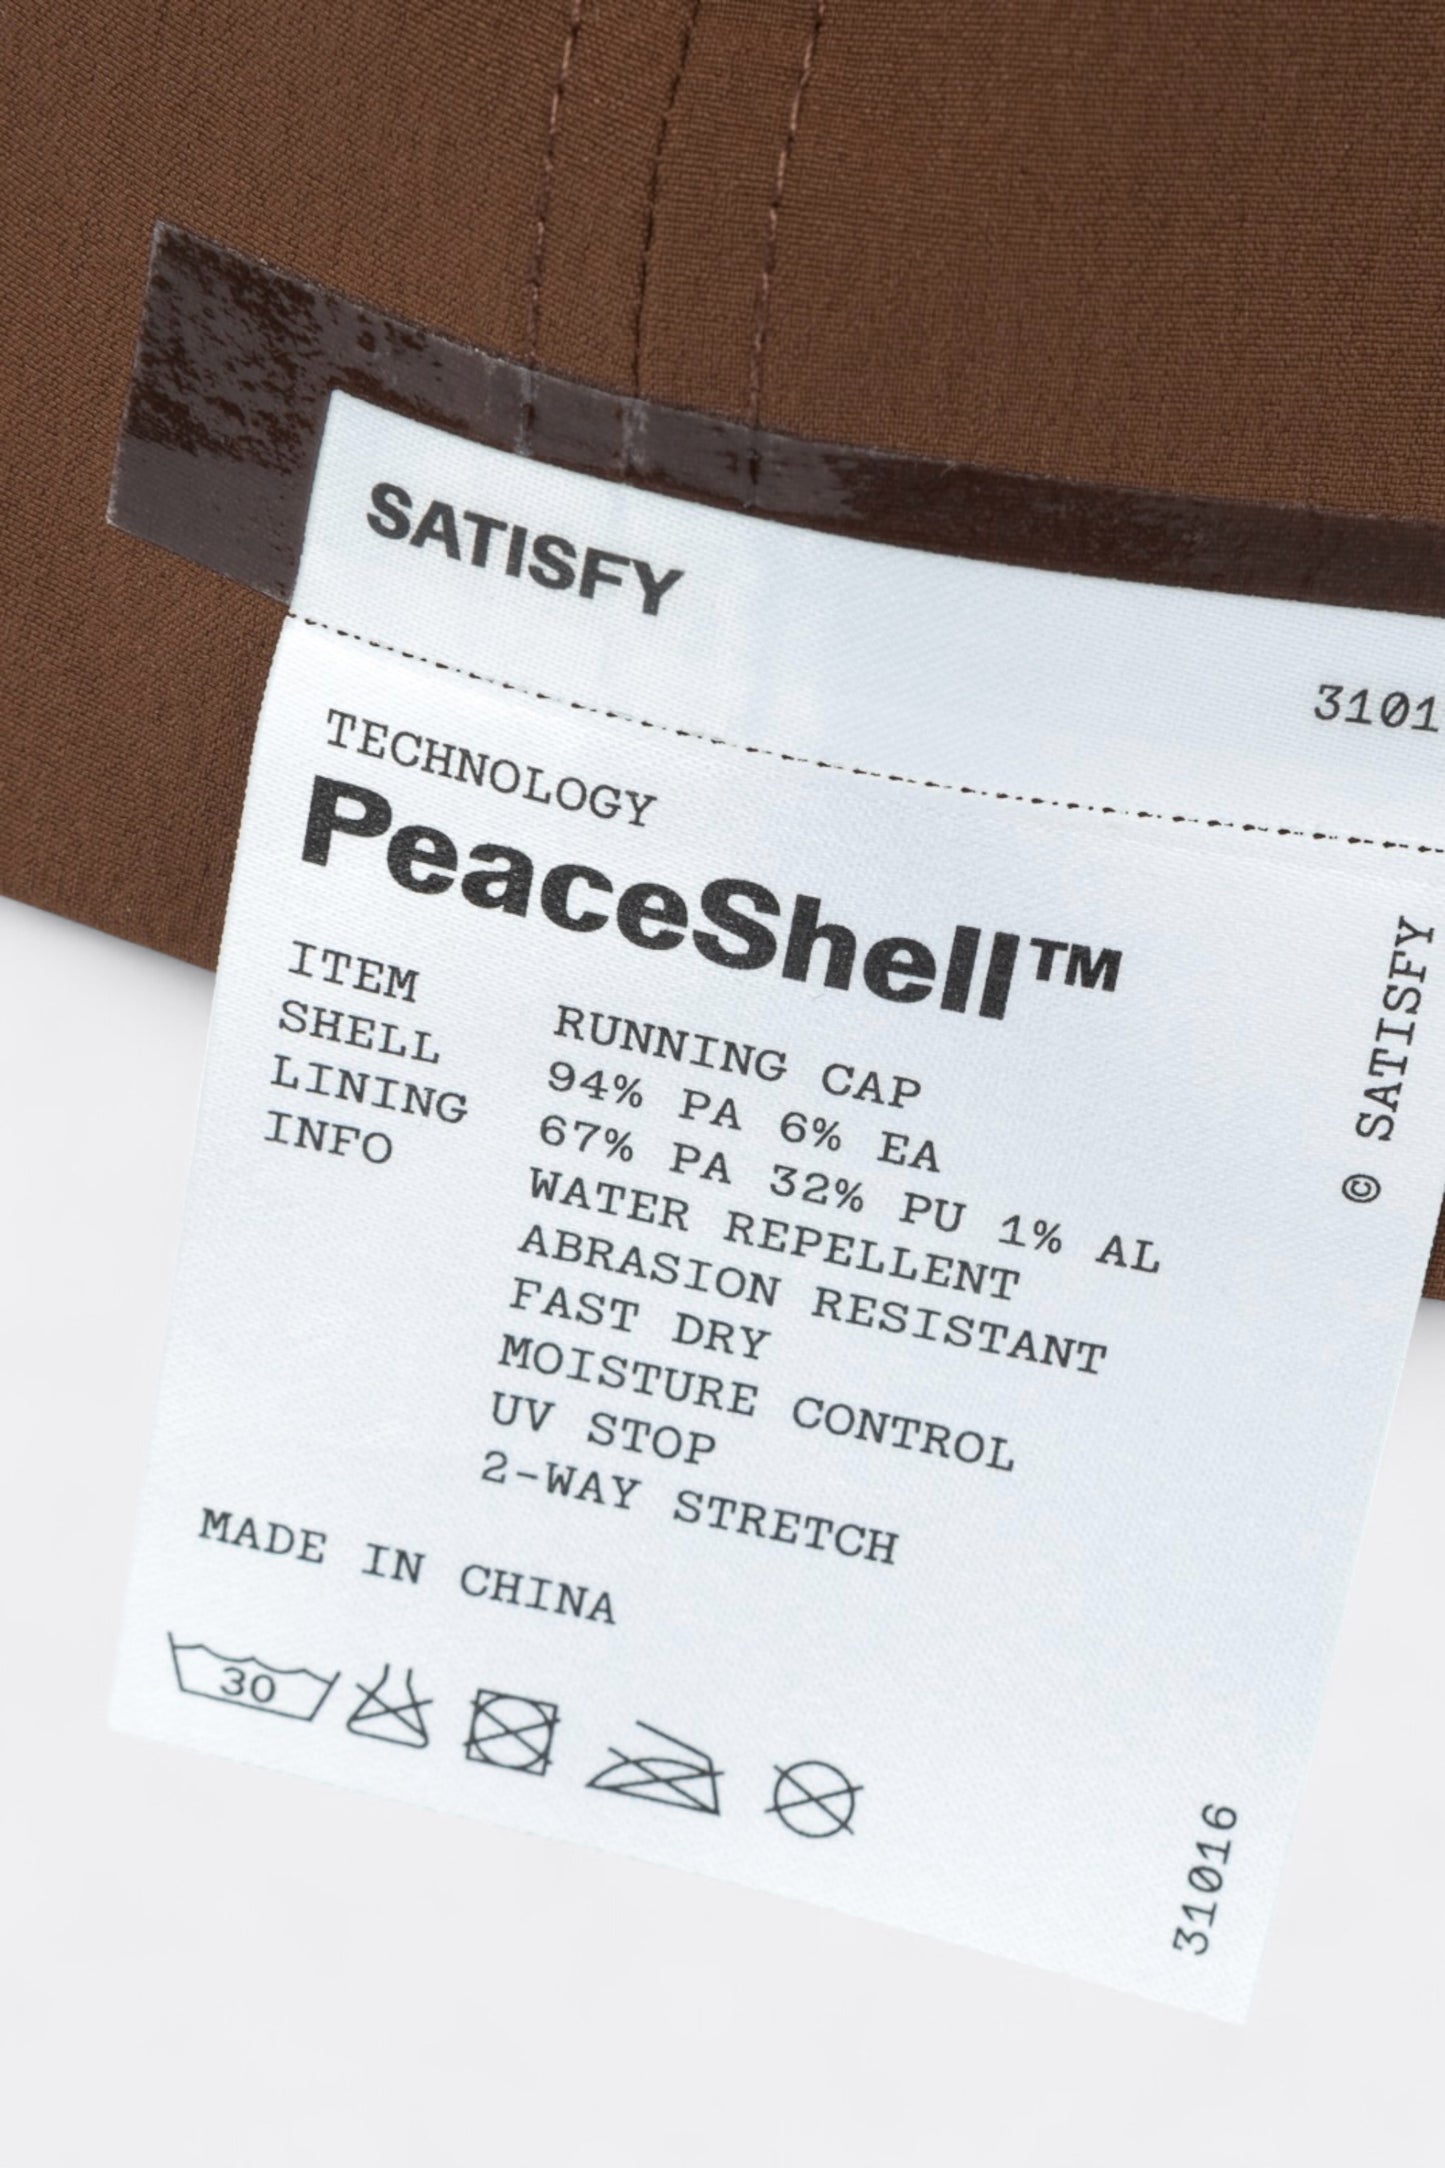 SATISFY
3101
TECHNOLOGY
PeaceShell™
ITEM RUNNING CAP
SHELL 94% PA 6% EA
LINING 67% PA 32% PU 1% AL
INFO WATER REPELLENT
ABRASION RESISTANT
FAST DRY
MOISTURE CONTROL
UV STOP
2-WAY STRETCH
MADE IN CHINA
30
© SATISFY
31016